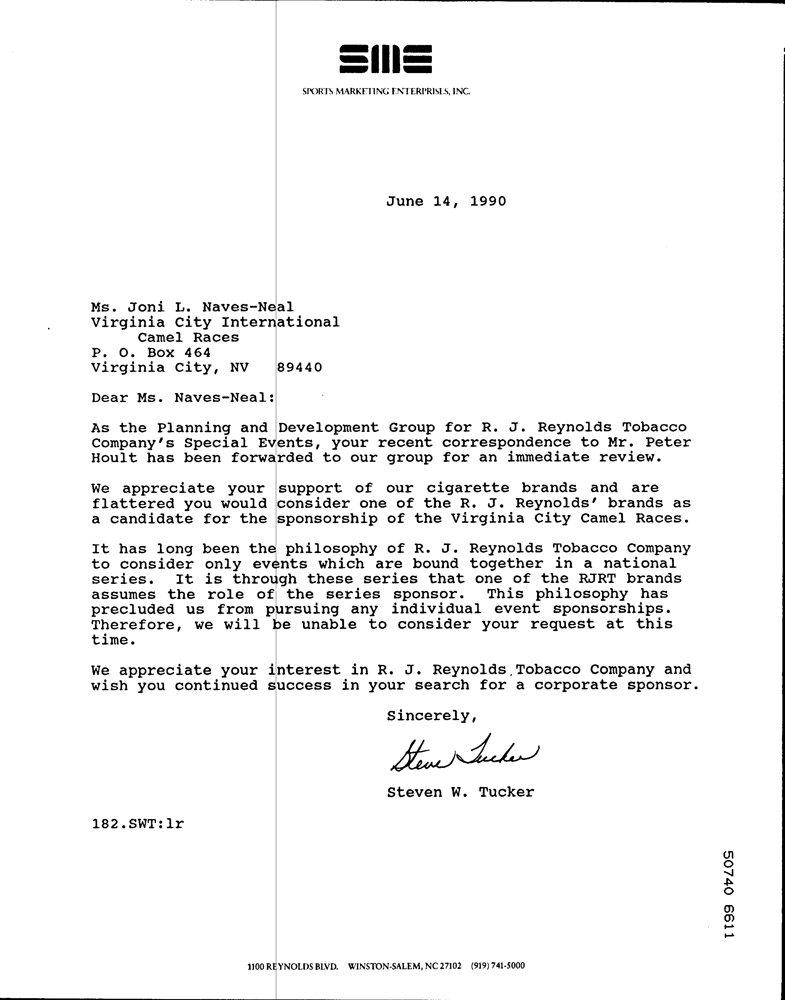 SME
SPORTS MARKETING ENTERPRISES, INC.
June 14, 1990
Ms. Joni L. Naves-Neal
Virginia City International
Camel Races
P. O. Box 464
Virginia City, NV 89440
Dear Ms. Naves-Neal:
As the Planning and Development Group for R. J. Reynolds Tobacco
Company's Special Events, your recent correspondence to Mr. Peter
Hoult has been forwarded to our group for an immediate review.
We appreciate your support of our cigarette brands and are
flattered you would consider one of the R. J. Reynolds' brands as
a candidate for the sponsorship of the Virginia City Camel Races.
It has long been the philosophy of R. J. Reynolds Tobacco Company
to consider only events which are bound together in a national
series. It is through these series that one of the RJRT brands
assumes the role of the series sponsor. This philosophy has
precluded us from pursuing any individual event sponsorships.
Therefore, we will be unable to consider your request at this
time.
We appreciate your interest in R. J. Reynolds Tobacco Company and
wish you continued success in your search for a corporate sponsor.
Sincerely,
Steve Tucker
Steven W. Tucker
182.SWT:lr
50740 6611
1100 REYNOLDS BLVD. WINSTON-SALEM, NC 27102 (919) 741-5000